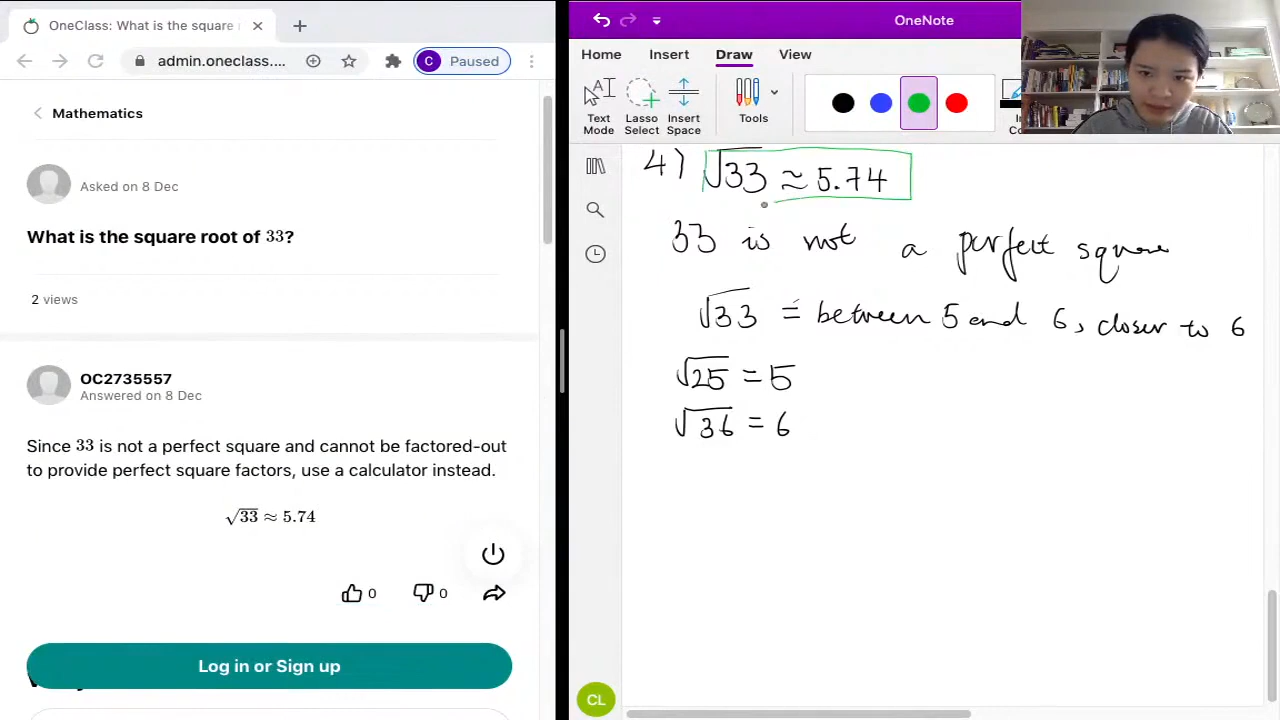 OneClass: What is the square
admin.oneclass....
Paused
Mathematics
Asked on 8 Dec
What is the square root of 33?
2 views
OC2735557
Answered on 8 Dec
Since 33 is not a perfect square and cannot be factored-out
to provide perfect square factors, use a calculator instead.
√33 ≈ 5.74
0
0
Log in or Sign up
OneNote
Home
Insert
Draw
View
Text
Mode
Lasso
Select
Insert
Space
Tools
4) √33 ≈ 5.74
33 is not a perfect square
√33 = between 5 and 6, closer to 6
√25 = 5
√36 = 6
CL